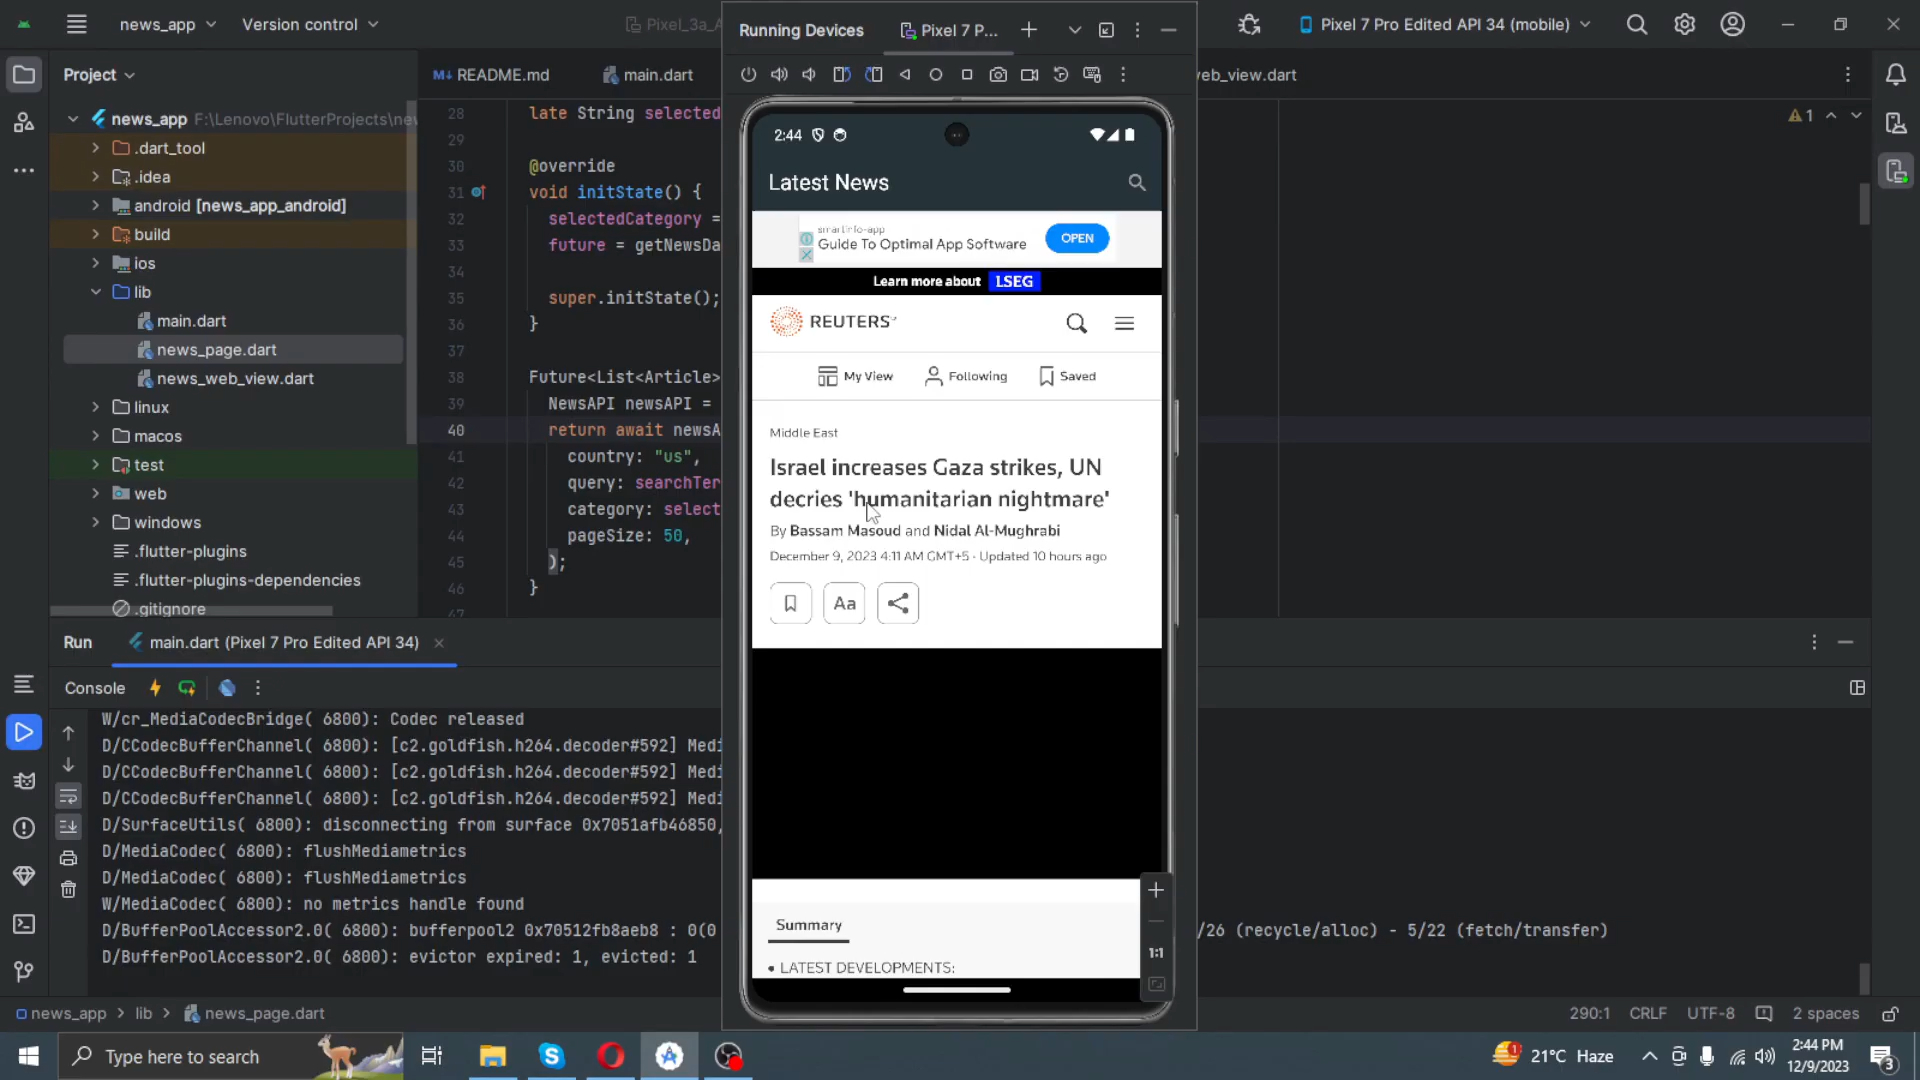 news_app
Version control
Pixel_3a_A
Running Devices
Pixel 7 P...
Pixel 7 Pro Edited API 34 (mobile)
Project
README.md
main.dart
web_view.dart
news_app F:\Lenovo\FlutterProjects\nev
.dart_tool
.idea
android [news_app_android]
build
ios
lib
main.dart
news_page.dart
news_web_view.dart
linux
macos
test
web
windows
.flutter-plugins
.flutter-plugins-dependencies
.gitignore
28 late String selected
29
30 @override
31 void initState() {
32 selectedCategory =
33 future = getNewsDa
34
35 super.initState();
36 }
37
38 Future<List<Article>
39 NewsAPI newsAPI =
40 return await newsA
41 country: "us",
42 query: searchTer
43 category: select
44 pageSize: 50,
45 );
46 }
47
1
2:44
Latest News
smartinfo-app
Guide To Optimal App Software
OPEN
Learn more about LSEG
REUTERS
My View Following Saved
Middle East
Israel increases Gaza strikes, UN
decries 'humanitarian nightmare'
By Bassam Masoud and Nidal Al-Mughrabi
December 9, 2023 4:11 AM GMT+5 · Updated 10 hours ago
Aa
Summary
• LATEST DEVELOPMENTS:
1:1
Run main.dart (Pixel 7 Pro Edited API 34)
Console
W/cr_MediaCodecBridge( 6800): Codec released
D/CCodecBufferChannel( 6800): [c2.goldfish.h264.decoder#592] Medi
D/CCodecBufferChannel( 6800): [c2.goldfish.h264.decoder#592] Medi
D/CCodecBufferChannel( 6800): [c2.goldfish.h264.decoder#592] Medi
D/SurfaceUtils( 6800): disconnecting from surface 0x7051afb46850,
D/MediaCodec( 6800): flushMediametrics
D/MediaCodec( 6800): flushMediametrics
W/MediaCodec( 6800): no metrics handle found
D/BufferPoolAccessor2.0( 6800): bufferpool2 0x70512fb8aeb8 : 0(0 /26 (recycle/alloc) - 5/22 (fetch/transfer)
D/BufferPoolAccessor2.0( 6800): evictor expired: 1, evicted: 1
news_app > lib > news_page.dart
290:1 CRLF UTF-8 2 spaces
Type here to search
21°C Haze
2:44 PM
12/9/2023
3